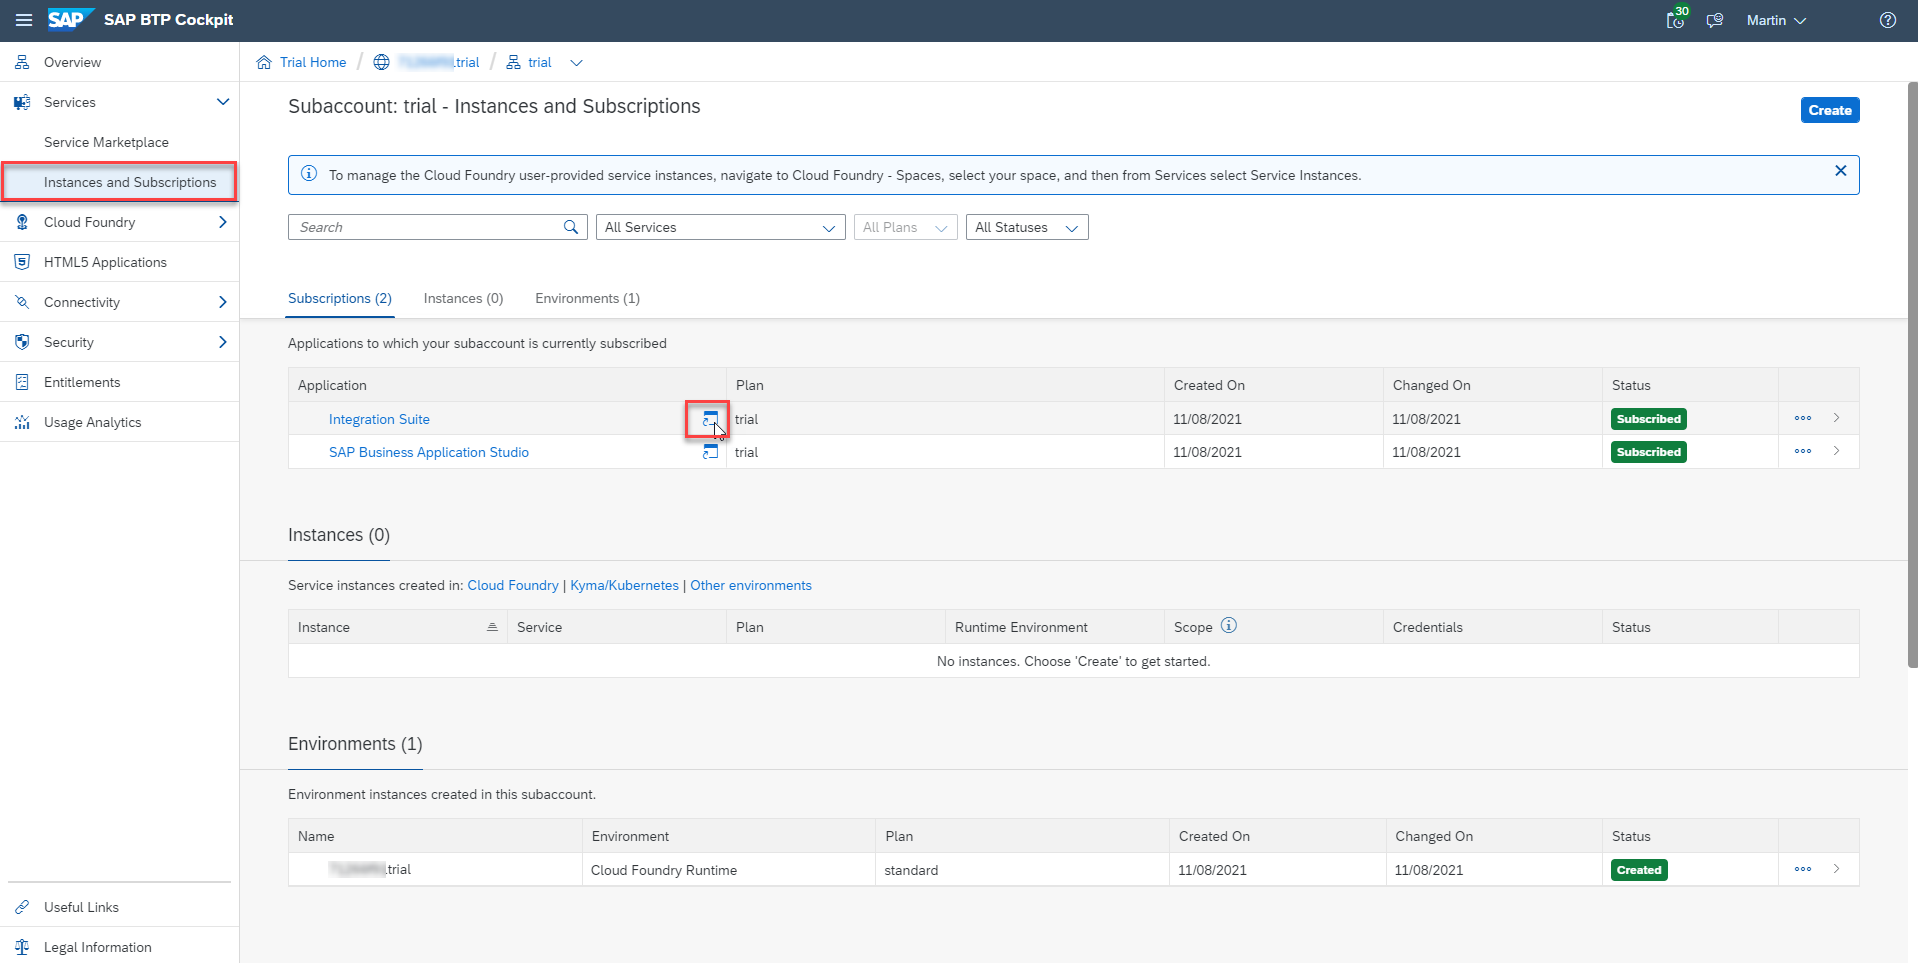 SAP SAP BTP Cockpit
30
Martin
Overview
Services
Service Marketplace
Instances and Subscriptions
Cloud Foundry
HTML5 Applications
Connectivity
Security
Entitlements
Usage Analytics
Useful Links
Legal Information
Trial Home / trial / trial
Subaccount: trial - Instances and Subscriptions
Create
To manage the Cloud Foundry user-provided service instances, navigate to Cloud Foundry - Spaces, select your space, and then from Services select Service Instances.
Search All Services All Plans All Statuses
Subscriptions (2) Instances (0) Environments (1)
Applications to which your subaccount is currently subscribed
Application Plan Created On Changed On Status
Integration Suite trial 11/08/2021 11/08/2021 Subscribed
SAP Business Application Studio trial 11/08/2021 11/08/2021 Subscribed
Instances (0)
Service instances created in: Cloud Foundry | Kyma/Kubernetes | Other environments
Instance Service Plan Runtime Environment Scope Credentials Status
No instances. Choose 'Create' to get started.
Environments (1)
Environment instances created in this subaccount.
Name Environment Plan Created On Changed On Status
trial Cloud Foundry Runtime standard 11/08/2021 11/08/2021 Created